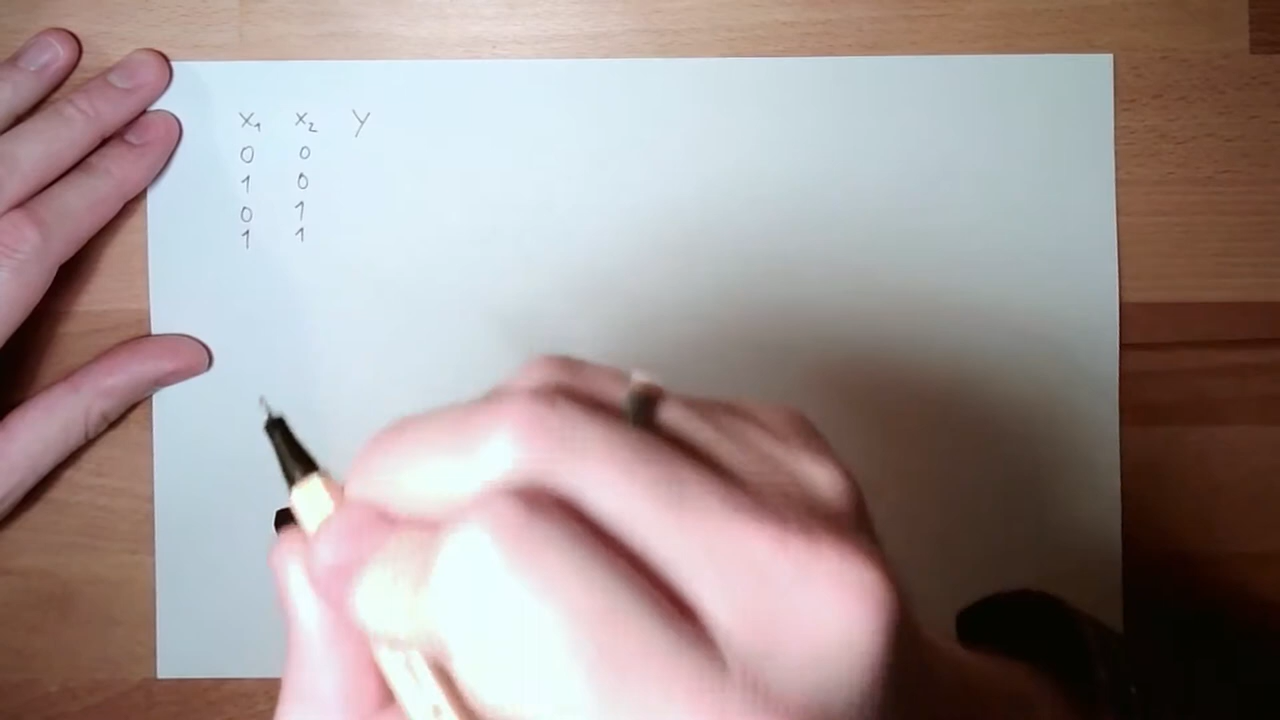 x₁ x₂ y
0 0
1 0
0 1
1 1